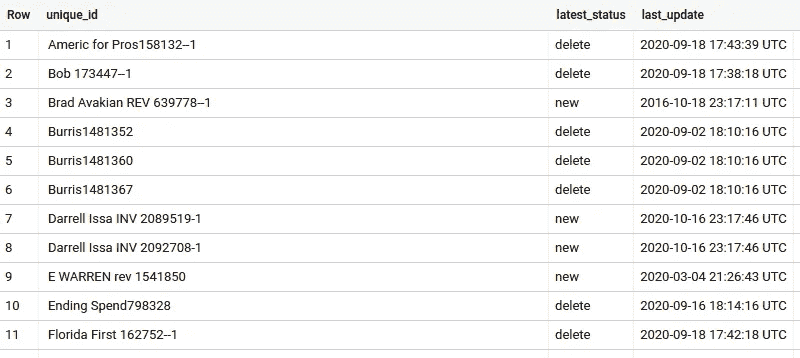 Row unique_id latest_status last_update
1 Americ for Pros158132--1 delete 2020-09-18 17:43:39 UTC
2 Bob 173447--1 delete 2020-09-18 17:38:18 UTC
3 Brad Avakian REV 639778--1 new 2016-10-18 23:17:11 UTC
4 Burris1481352 delete 2020-09-02 18:10:16 UTC
5 Burris1481360 delete 2020-09-02 18:10:16 UTC
6 Burris1481367 delete 2020-09-02 18:10:16 UTC
7 Darrell Issa INV 2089519-1 new 2020-10-16 23:17:46 UTC
8 Darrell Issa INV 2092708-1 new 2020-10-16 23:17:46 UTC
9 E WARREN rev 1541850 new 2020-03-04 21:26:43 UTC
10 Ending Spend798328 delete 2020-09-16 18:14:16 UTC
11 Florida First 162752--1 delete 2020-09-18 17:42:18 UTC